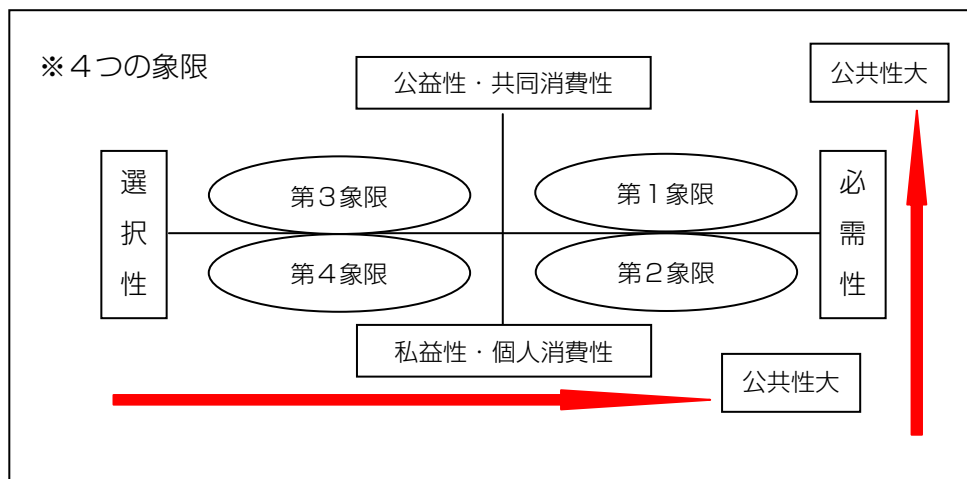 ※４つの象限
公益性・共同消費性
公共性大
選択性
第３象限
第１象限
必需性
第４象限
第２象限
私益性・個人消費性
公共性大